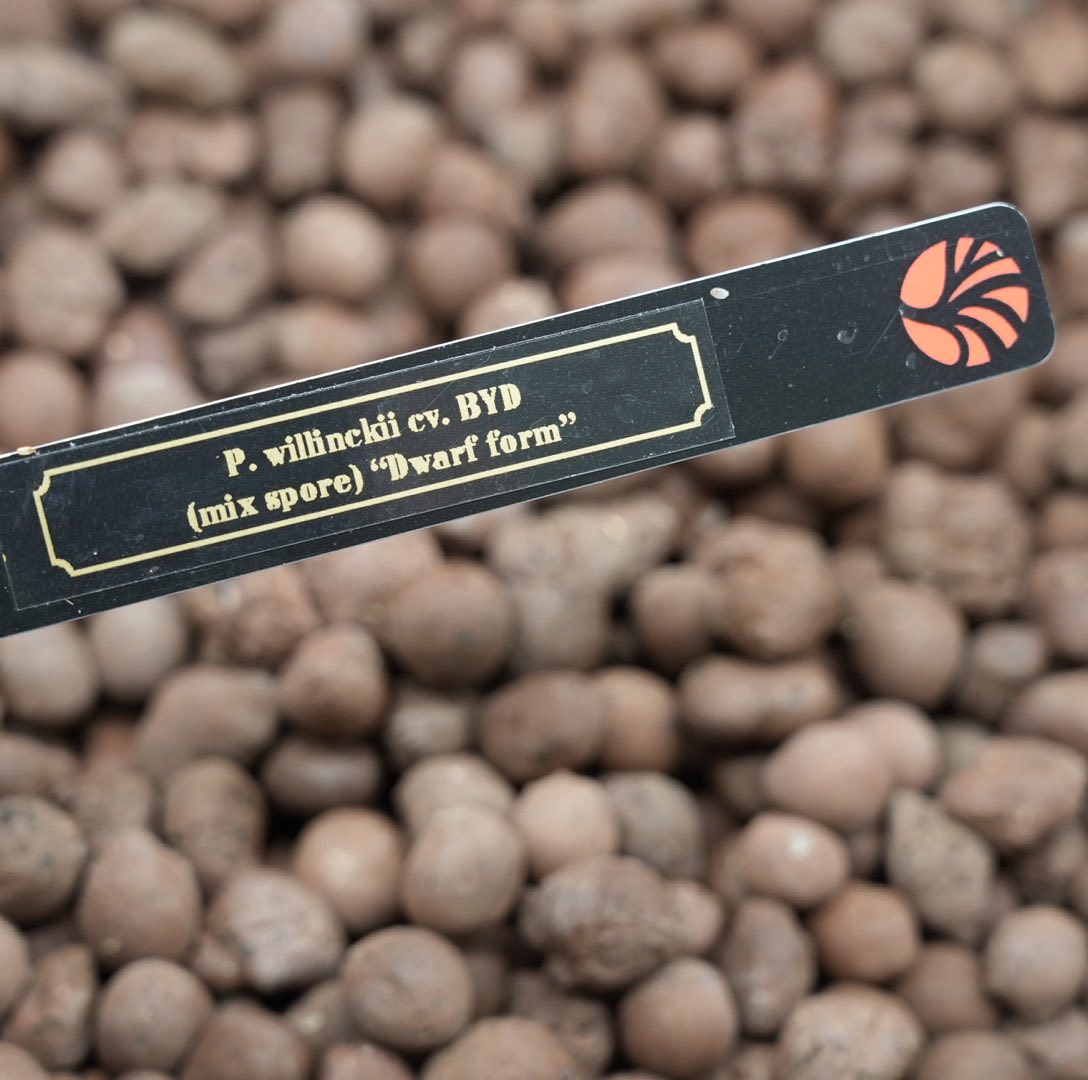 P. willinckii cv. BYD
(mix spore) “Dwarf form”